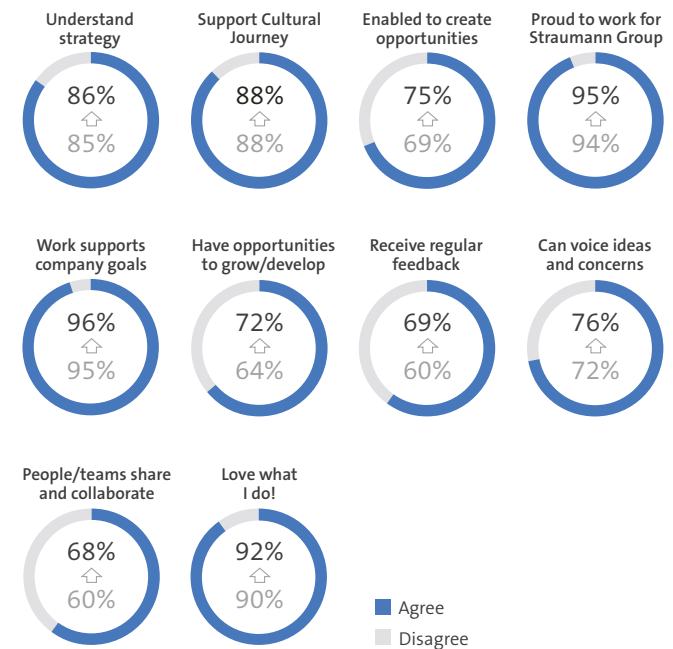 Understand
strategy
86%
85%
Support Cultural
Journey
88%
88%
Enabled to create
opportunities
75%
69%
Proud to work for
Straumann Group
95%
94%
Work supports
company goals
96%
95%
Have opportunities
to grow/develop
72%
64%
Receive regular
feedback
69%
60%
Can voice ideas
and concerns
76%
72%
People/teams share
and collaborate
68%
60%
Love what
I do!
92%
90%
Agree
Disagree